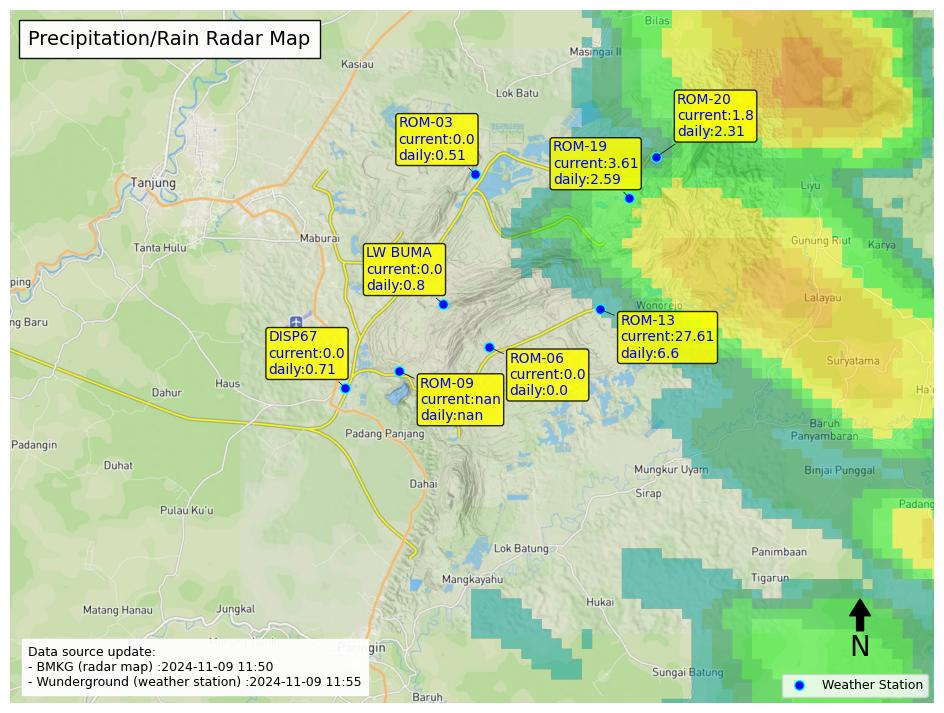 Precipitation/Rain Radar Map
Bilas
Masingai II
Kasiau
Lok Batu
ROM-20
current:1.8
daily:2.31
ROM-03
current:0.0
daily:0.51
ROM-19
current:3.61
daily:2.59
Tanjung
Liyu
Maburai
Tanta Hulu
Gunung Riut
Karya
LW BUMA
current:0.0
daily:0.8
ping
Lalayau
Wonorejo
ng Baru
ROM-13
current:27.61
daily:6.6
DISP67
current:0.0
daily:0.71
ROM-06
current:0.0
daily:0.0
Suryatama
Haus
Dahur
ROM-09
current:nan
daily:nan
Ha'u
Baruh
Panyambaran
Padang Panjang
Padangin
Duhat
Mungkur Uyam
Binjai Punggal
Dahai
Sirap
Padang
Pulau Ku'u
Lok Batung
Panimbaan
Mangkayahu
Tigarun
Hukai
Matang Hanau
Jungkal
N
Data source update:
- BMKG (radar map) :2024-11-09 11:50
- Wunderground (weather station) :2024-11-09 11:55
Sungai Batung
Weather Station
Baruh